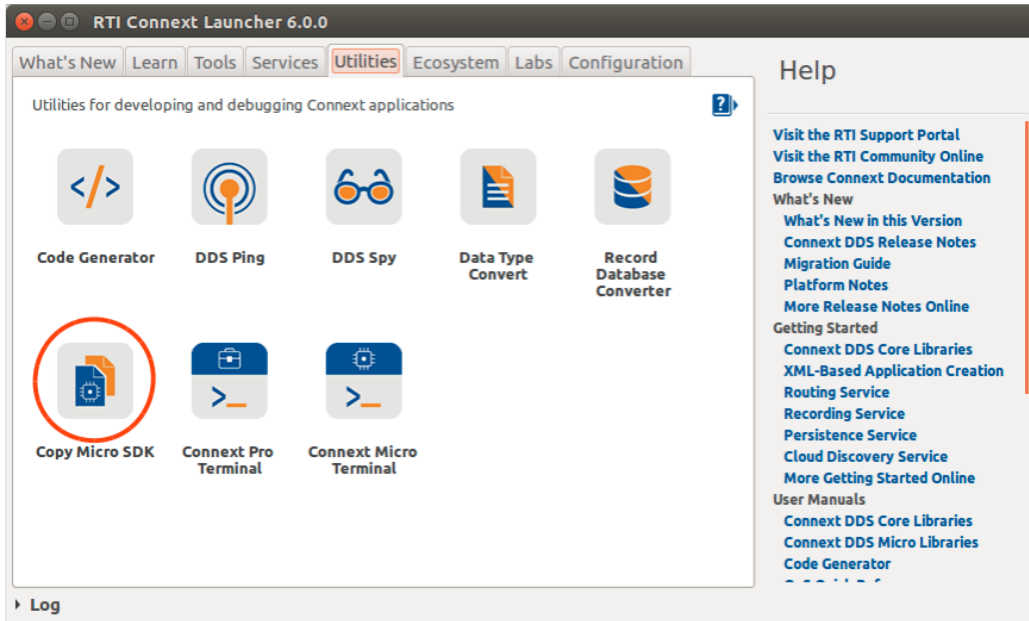 RTI Connext Launcher 6.0.0
What's New Learn Tools Services Utilities Ecosystem Labs Configuration
Utilities for developing and debugging Connext applications
?
</>
Code Generator
DDS Ping
DDS Spy
Data Type
Convert
Record
Database
Converter
Copy Micro SDK
>_
Connext Pro
Terminal
>_
Connext Micro
Terminal
Log
Help
Visit the RTI Support Portal
Visit the RTI Community Online
Browse Connext Documentation
What's New
What's New in this Version
Connext DDS Release Notes
Migration Guide
Platform Notes
More Release Notes Online
Getting Started
Connext DDS Core Libraries
XML-Based Application Creation
Routing Service
Recording Service
Persistence Service
Cloud Discovery Service
More Getting Started Online
User Manuals
Connext DDS Core Libraries
Connext DDS Micro Libraries
Code Generator